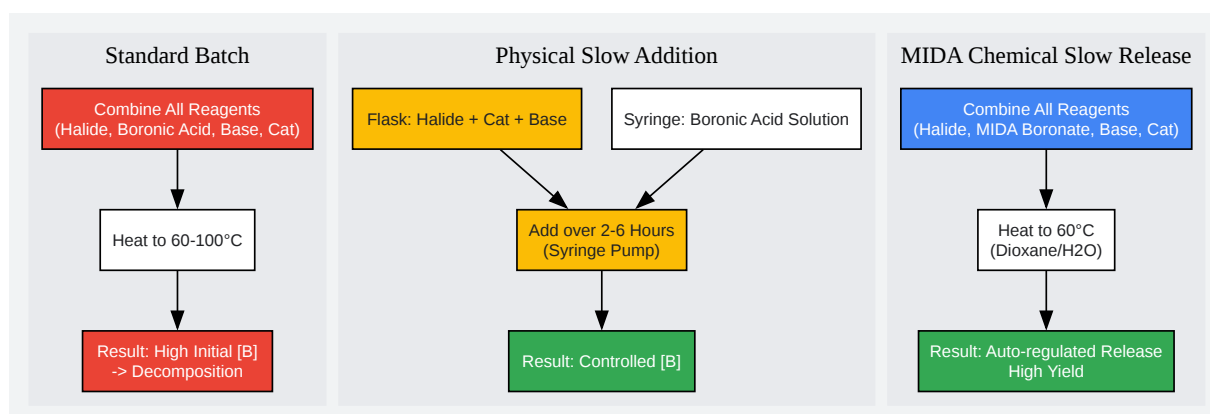 Standard Batch
Combine All Reagents
(Halide, Boronic Acid, Base, Cat)
Heat to 60-100°C
Result: High Initial [B]
-> Decomposition
Physical Slow Addition
Flask: Halide + Cat + Base
Syringe: Boronic Acid Solution
Add over 2-6 Hours
(Syringe Pump)
Result: Controlled [B]
MIDA Chemical Slow Release
Combine All Reagents
(Halide, MIDA Boronate, Base, Cat)
Heat to 60°C
(Dioxane/H2O)
Result: Auto-regulated Release
High Yield